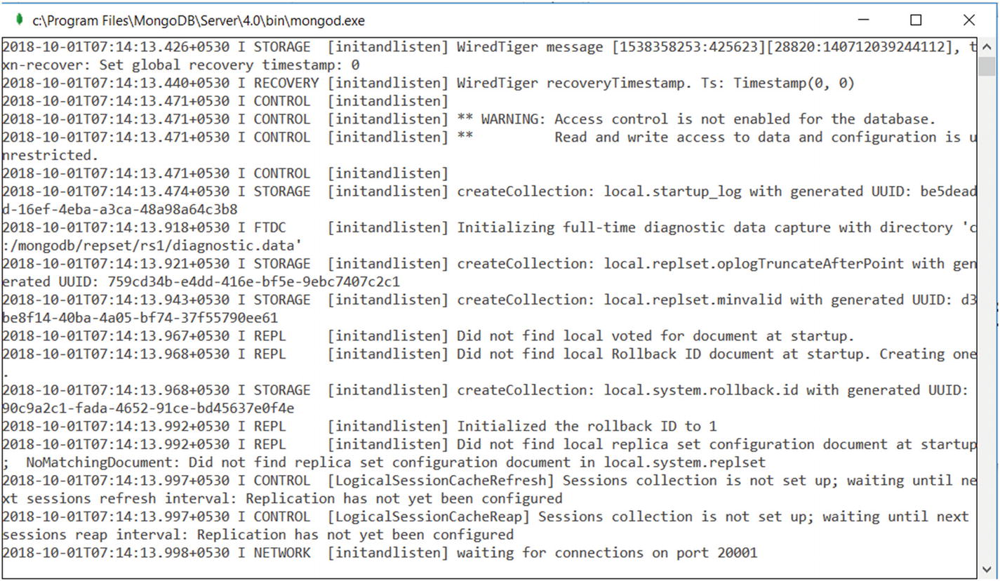 c:\Program Files\MongoDB\Server\4.0\bin\mongod.exe
2018-10-01T07:14:13.426+0530 I STORAGE  [initandlisten] WiredTiger message [1538358253:425623][28820:140712039244112], t
xn-recover: Set global recovery timestamp: 0
2018-10-01T07:14:13.440+0530 I RECOVERY [initandlisten] WiredTiger recoveryTimestamp. Ts: Timestamp(0, 0)
2018-10-01T07:14:13.471+0530 I CONTROL  [initandlisten]
2018-10-01T07:14:13.471+0530 I CONTROL  [initandlisten] ** WARNING: Access control is not enabled for the database.
2018-10-01T07:14:13.471+0530 I CONTROL  [initandlisten] **          Read and write access to data and configuration is u
nrestricted.
2018-10-01T07:14:13.471+0530 I CONTROL  [initandlisten]
2018-10-01T07:14:13.474+0530 I STORAGE  [initandlisten] createCollection: local.startup_log with generated UUID: be5dead
d-16ef-4eba-a3ca-48a98a64c3b8
2018-10-01T07:14:13.918+0530 I FTDC     [initandlisten] Initializing full-time diagnostic data capture with directory 'c
:/mongodb/repset/rs1/diagnostic.data'
2018-10-01T07:14:13.921+0530 I STORAGE  [initandlisten] createCollection: local.replset.oplogTruncateAfterPoint with gen
erated UUID: 759cd34b-e4dd-416e-bf5e-9ebc7407c2c1
2018-10-01T07:14:13.943+0530 I STORAGE  [initandlisten] createCollection: local.replset.minvalid with generated UUID: d3
be8f14-40ba-4a05-bf74-37f55790ee61
2018-10-01T07:14:13.967+0530 I REPL     [initandlisten] Did not find local voted for document at startup.
2018-10-01T07:14:13.968+0530 I REPL     [initandlisten] Did not find local Rollback ID document at startup. Creating one
.
2018-10-01T07:14:13.968+0530 I STORAGE  [initandlisten] createCollection: local.system.rollback.id with generated UUID:
90c9a2c1-fada-4652-91ce-bd45637e0f4e
2018-10-01T07:14:13.992+0530 I REPL     [initandlisten] Initialized the rollback ID to 1
2018-10-01T07:14:13.992+0530 I REPL     [initandlisten] Did not find local replica set configuration document at startup
;  NoMatchingDocument: Did not find replica set configuration document in local.system.replset
2018-10-01T07:14:13.997+0530 I CONTROL  [LogicalSessionCacheRefresh] Sessions collection is not set up; waiting until ne
xt sessions refresh interval: Replication has not yet been configured
2018-10-01T07:14:13.997+0530 I CONTROL  [LogicalSessionCacheReap] Sessions collection is not set up; waiting until next
sessions reap interval: Replication has not yet been configured
2018-10-01T07:14:13.998+0530 I NETWORK  [initandlisten] waiting for connections on port 20001